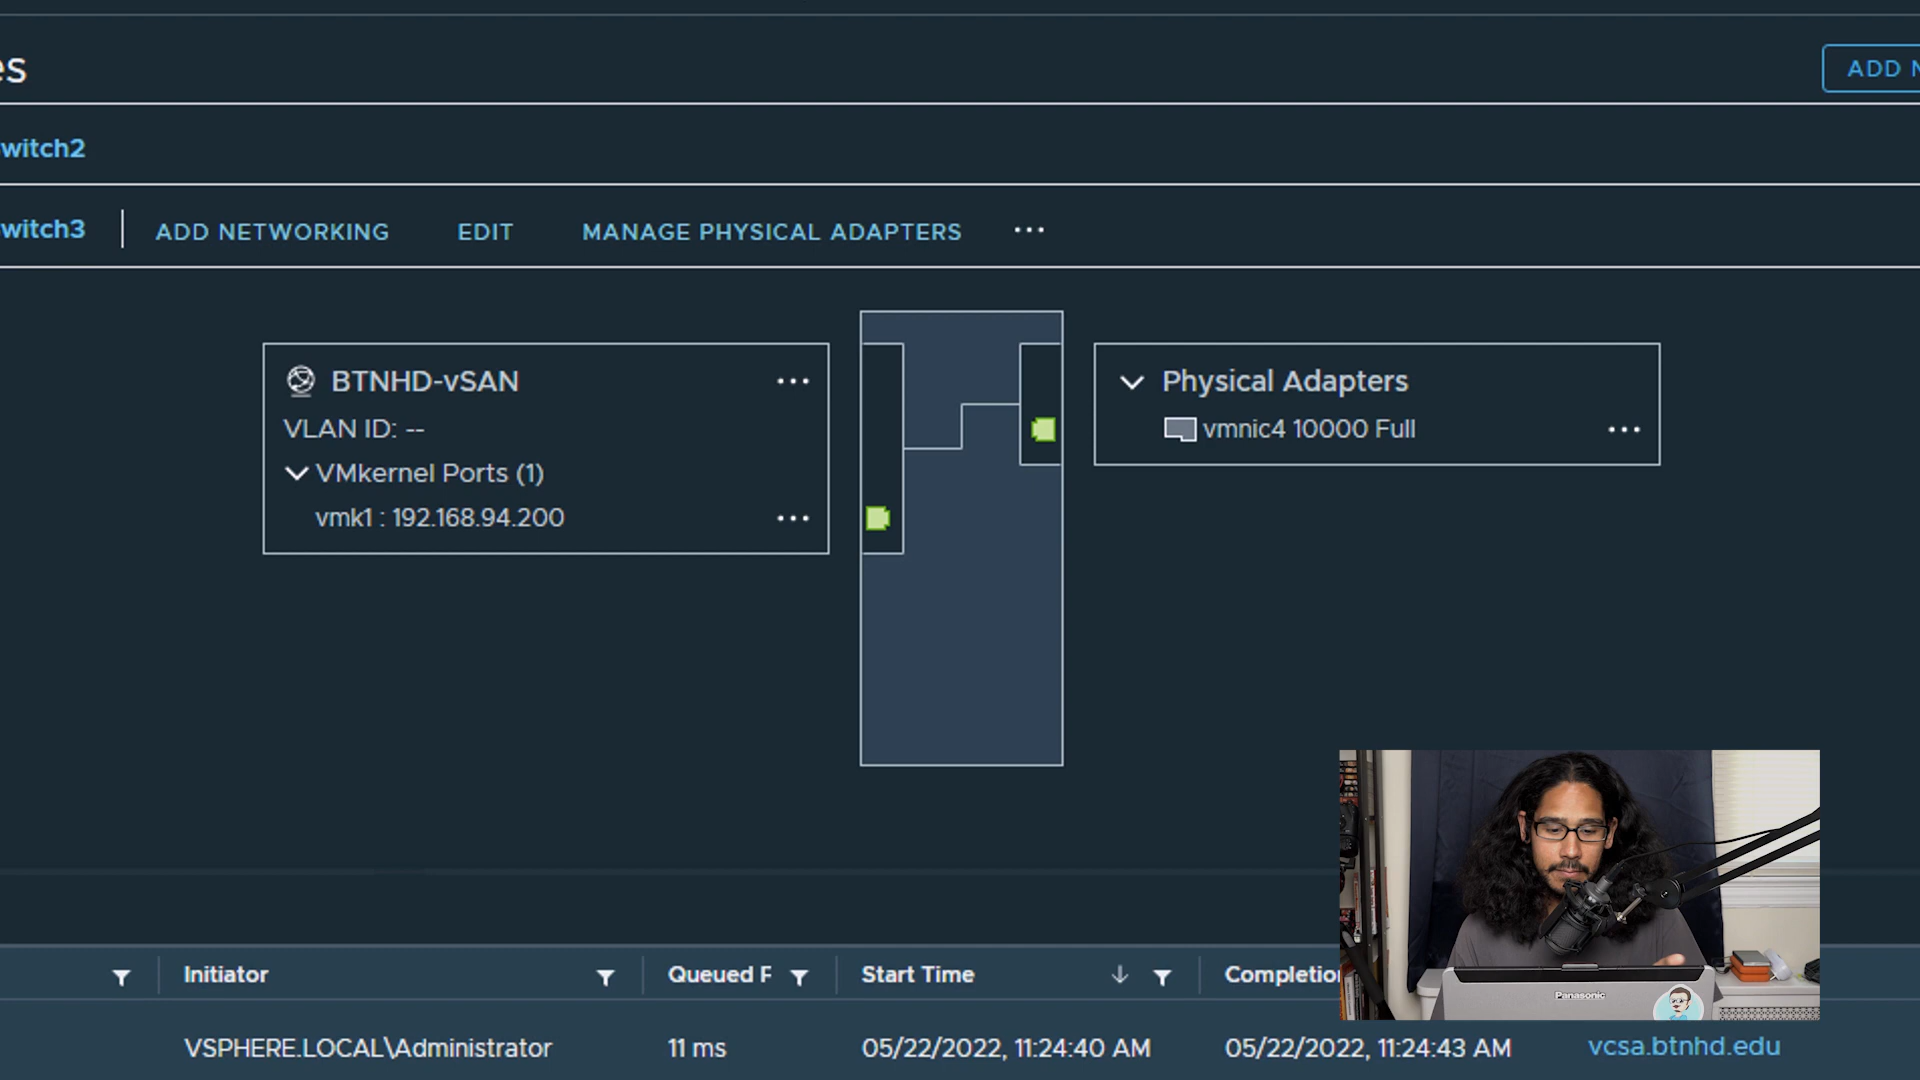 es
ADD N
witch2
witch3 ADD NETWORKING EDIT MANAGE PHYSICAL ADAPTERS
BTNHD-vSAN
VLAN ID: --
VMkernel Ports (1)
vmk1 : 192.168.94.200
Physical Adapters
vmnic4 10000 Full
Initiator Queued F Start Time Completion
VSPHERE.LOCAL\Administrator 11 ms 05/22/2022, 11:24:40 AM 05/22/2022, 11:24:43 AM vcsa.btnhd.edu
Panasonic